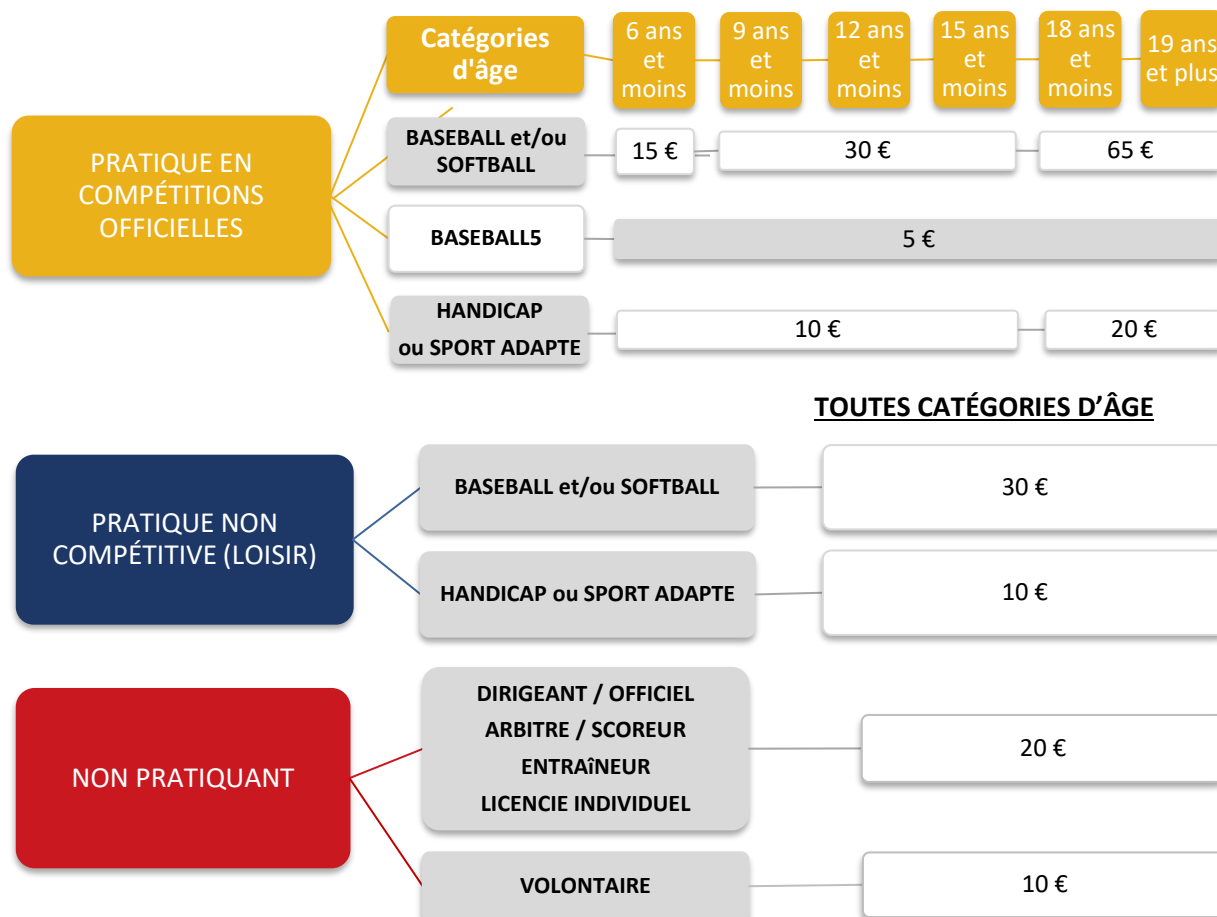 Catégories
d'âge
6 ans
et
moins
9 ans
et
moins
12 ans
et
moins
15 ans
et
moins
18 ans
et
moins
19 ans
et plus
PRATIQUE EN
COMPÉTITIONS
OFFICIELLES
BASEBALL et/ou
SOFTBALL
15 €
30 €
65 €
BASEBALL5
5 €
HANDICAP
ou SPORT ADAPTE
10 €
20 €
TOUTES CATÉGORIES D’ÂGE
PRATIQUE NON
COMPÉTITIVE (LOISIR)
BASEBALL et/ou SOFTBALL
30 €
HANDICAP ou SPORT ADAPTE
10 €
NON PRATIQUANT
DIRIGEANT / OFFICIEL
ARBITRE / SCOREUR
ENTRAîNEUR
LICENCIE INDIVIDUEL
20 €
VOLONTAIRE
10 €